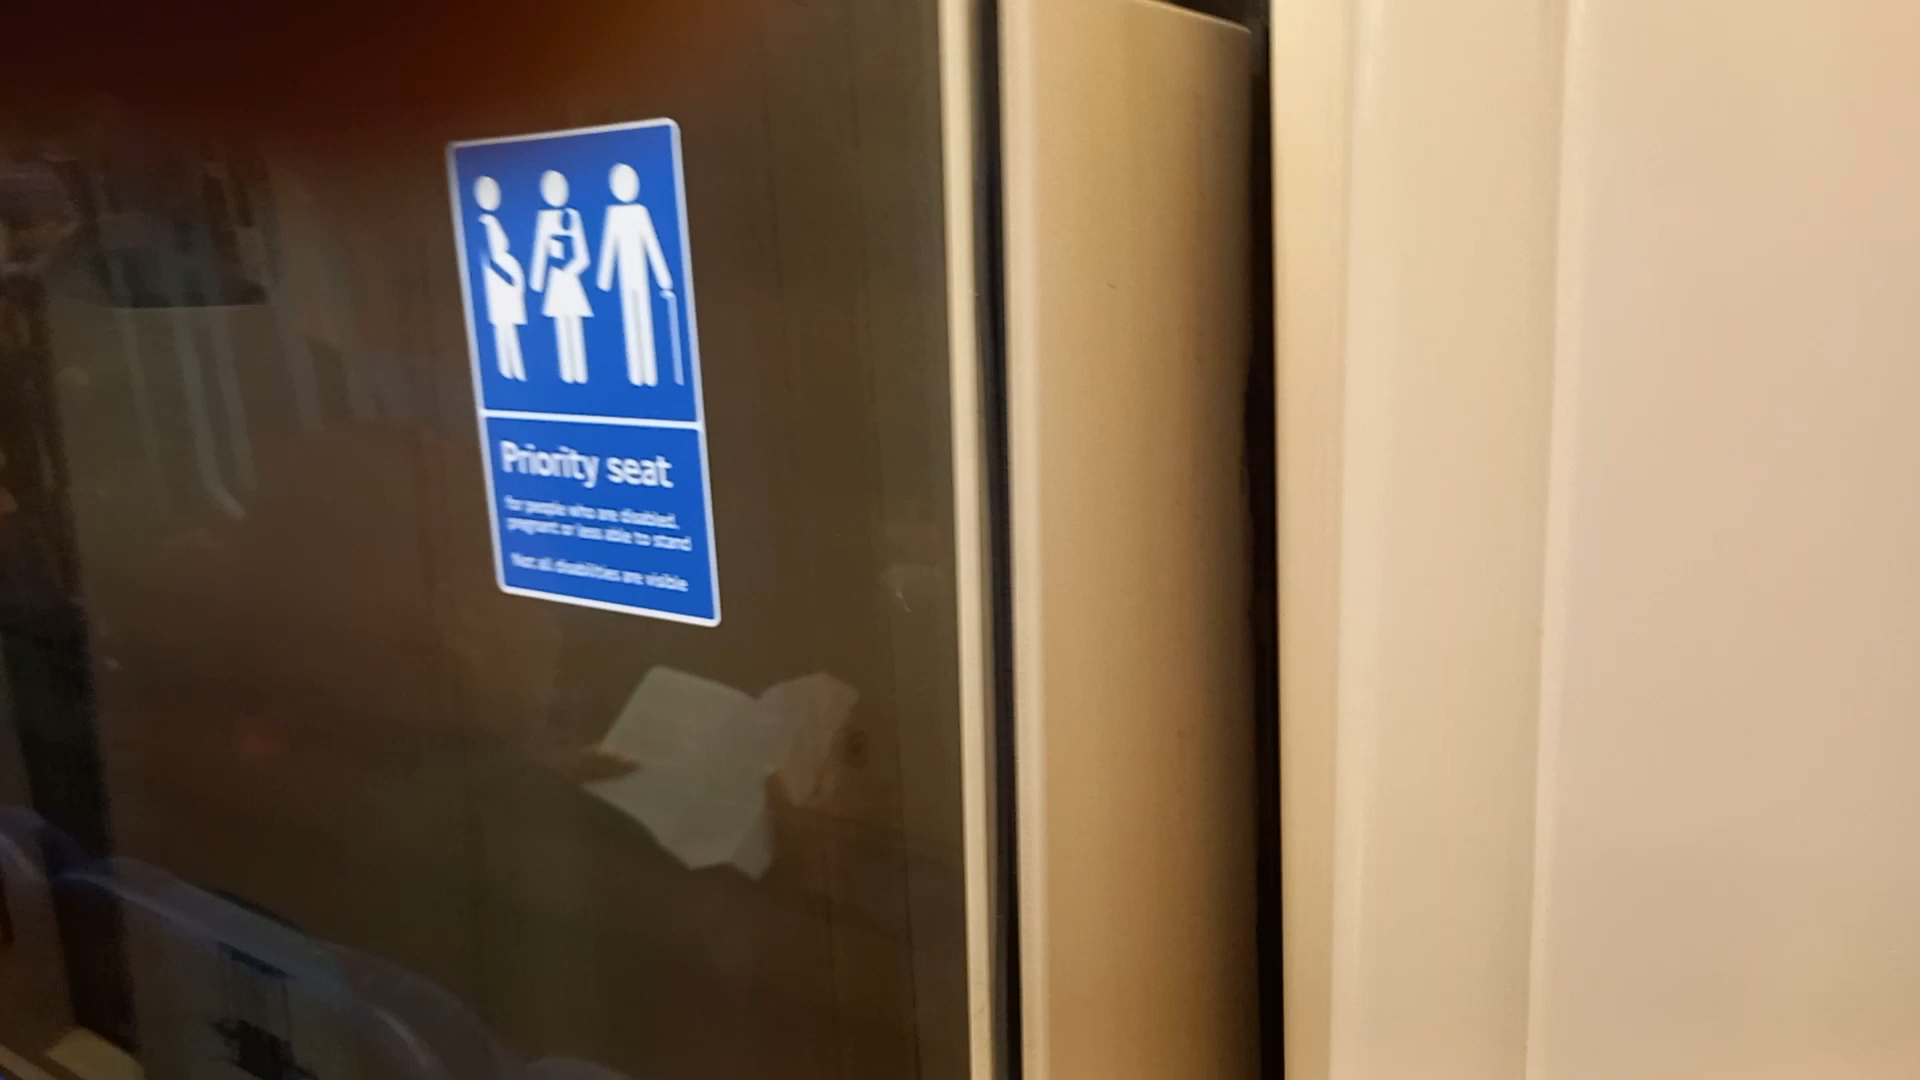 Priority seat
for people who are disabled,
pregnant or less able to stand
Not all disabilities are visible